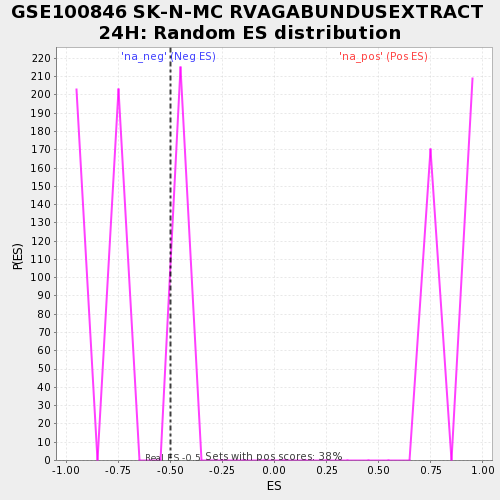 GSE100846 SK-N-MC RVAGABUNDUSEXTRACT
24H: Random ES distribution
'na_neg' (Neg ES)
'na_pos' (Pos ES)
220
210
200
190
180
170
160
150
140
130
120
110
100
90
80
70
60
50
40
30
20
10
0
P(ES)
Real ES -0.5
Sets with pos scores: 38%
-1.00 -0.75 -0.50 -0.25 0.00 0.25 0.50 0.75 1.00
ES